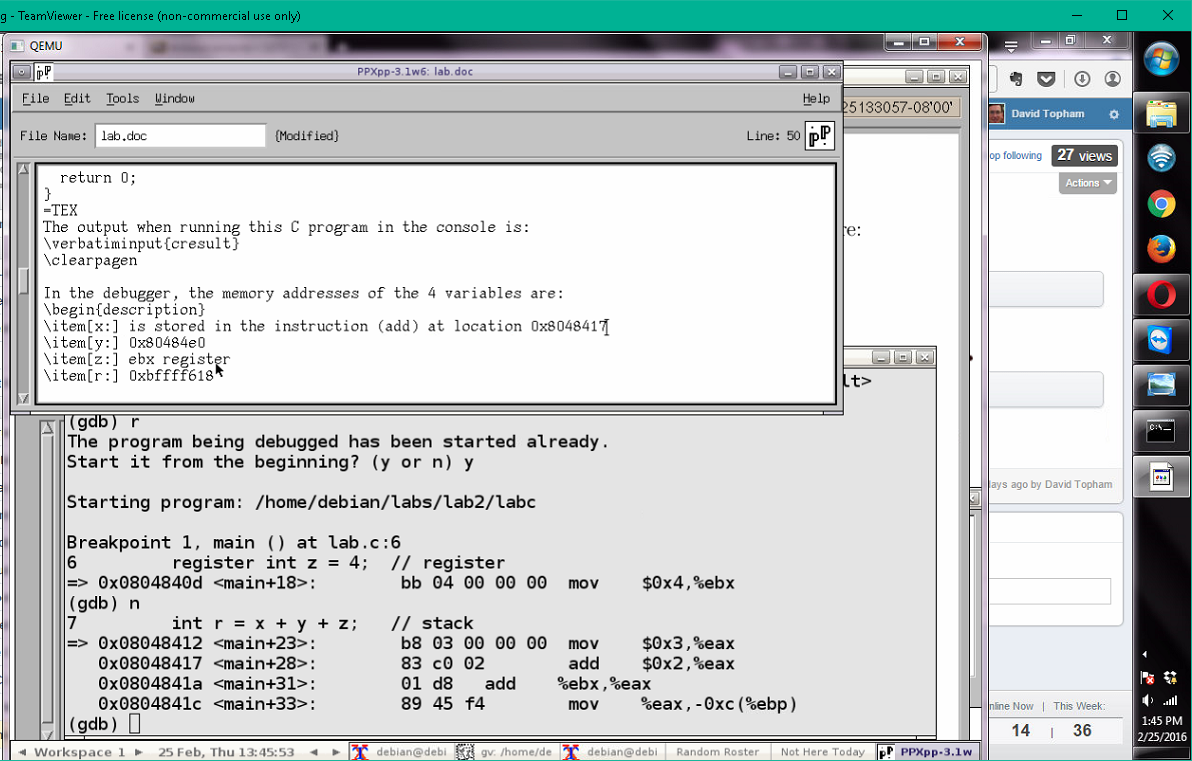 g - TeamViewer - Free license (non-commercial use only)
QEMU
PPXpp-3.1w6: lab.doc
File Edit Tools Window Help
File Name: lab.doc (Modified) Line: 50
return 0;
}
=TEX
The output when running this C program in the console is:
\verbatiminput{cresult}
\clearpagen
In the debugger, the memory addresses of the 4 variables are:
\begin{description}
\item[x:] is stored in the instruction (add) at location 0x8048417
\item[y:] 0x80484e0
\item[z:] ebx register
\item[r:] 0xbffff618
25133057-08'00'
re:
lt>
(gdb) r
The program being debugged has been started already.
Start it from the beginning? (y or n) y
Starting program: /home/debian/labs/lab2/labc
Breakpoint 1, main () at lab.c:6
6 register int z = 4; // register
=> 0x0804840d <main+18>: bb 04 00 00 00 mov $0x4,%ebx
(gdb) n
7 int r = x + y + z; // stack
=> 0x08048412 <main+23>: b8 03 00 00 00 mov $0x3,%eax
0x08048417 <main+28>: 83 c0 02 add $0x2,%eax
0x0804841a <main+31>: 01 d8 add %ebx,%eax
0x0804841c <main+33>: 89 45 f4 mov %eax,-0xc(%ebp)
(gdb)
Workspace 1 25 Feb, Thu 13:45:53 debian@debi gv: /home/de debian@debi Random Roster Not Here Today PPXpp-3.1w
David Topham
op following 27 views
Actions
ays ago by David Topham
nline Now | This Week:
14 | 36
1:45 PM
2/25/2016